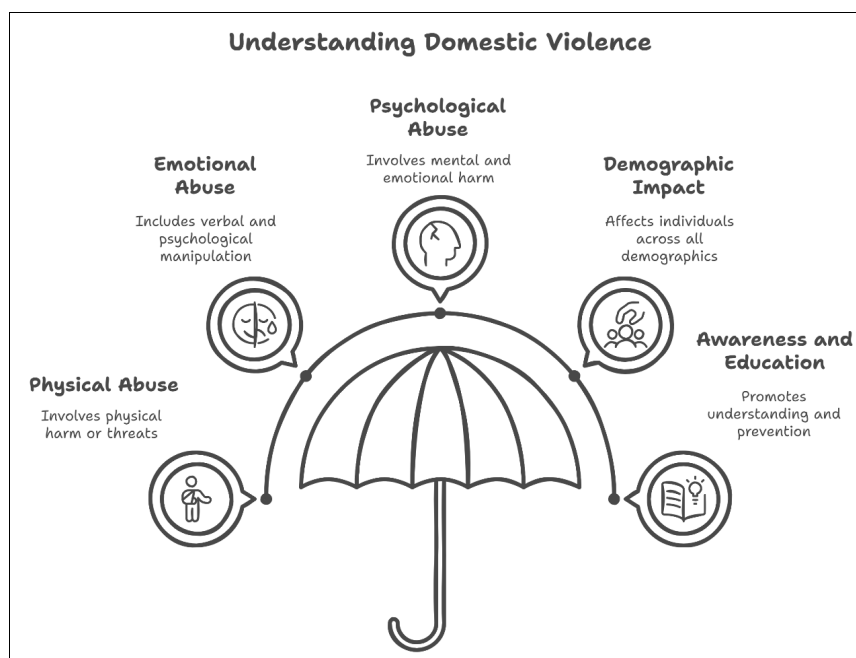 Understanding Domestic Violence
Psychological
Abuse
Involves mental and
emotional harm
Emotional
Abuse
Includes verbal and
psychological
manipulation
Demographic
Impact
Affects individuals
across all
demographics
Physical Abuse
Involves physical
harm or threats
Awareness and
Education
Promotes
understanding and
prevention